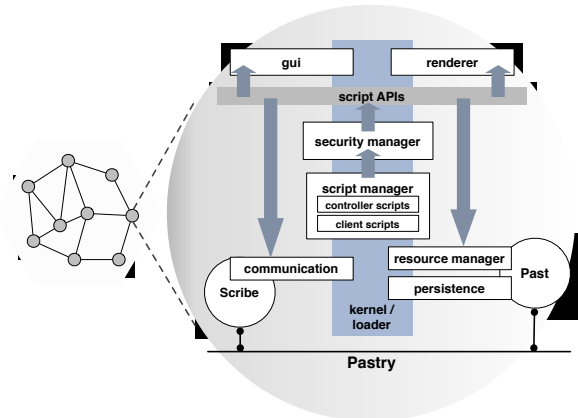 gui
renderer
script APIs
security manager
script manager
controller scripts
client scripts
communication
resource manager
Scribe
persistence
Past
kernel /
loader
Pastry